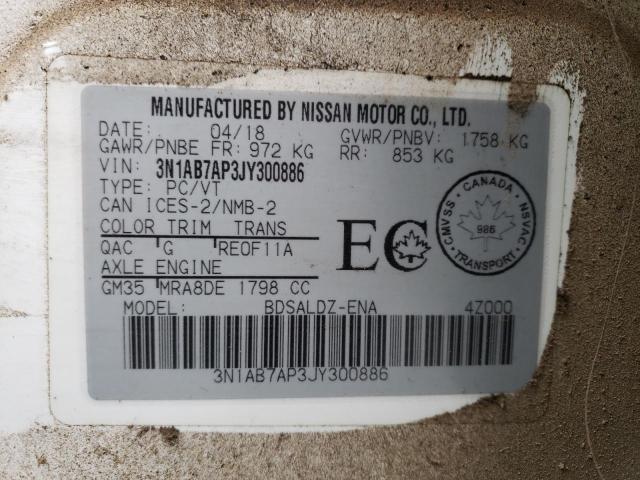 MANUFACTURED BY NISSAN MOTOR CO., LTD.
DATE: 04/18 GVWR/PNBV: 1758 KG
GAWR/PNBE FR: 972 KG RR: 853 KG
VIN: 3N1AB7AP3JY300886
TYPE: PC/VT
CAN ICES-2/NMB-2
COLOR TRIM TRANS
QAC G RE0F11A
AXLE ENGINE
GM35 MRA8DE 1798 CC
EC
CANADA
CMVSS NSVAC
986
TRANSPORT
MODEL: BDSALDZ-ENA 4Z000
3N1AB7AP3JY300886